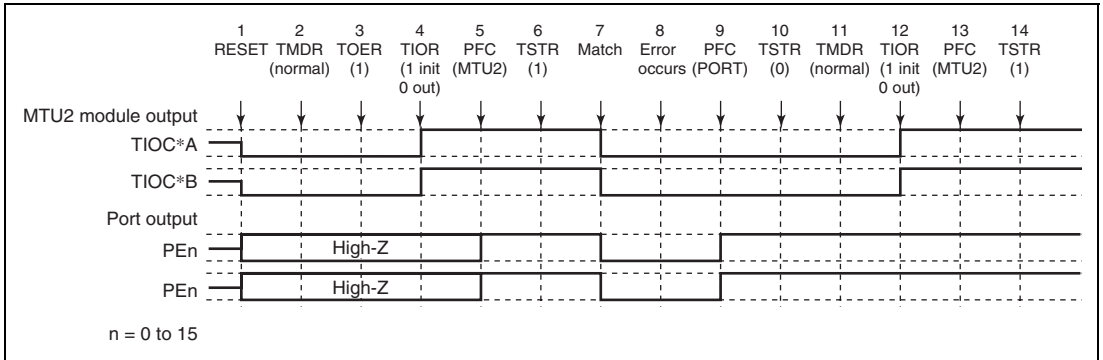 1 2 3 4 5 6 7 8 9 10 11 12 13 14
RESET TMDR TOER TIOR PFC TSTR Match Error PFC TSTR TMDR TIOR PFC TSTR
(normal) (1) (1 init (MTU2) (1) occurs (PORT) (0) (normal) (1 init (MTU2) (1)
0 out) 0 out)
MTU2 module output
TIOC*A
TIOC*B
Port output
PEn High-Z
PEn High-Z
n = 0 to 15